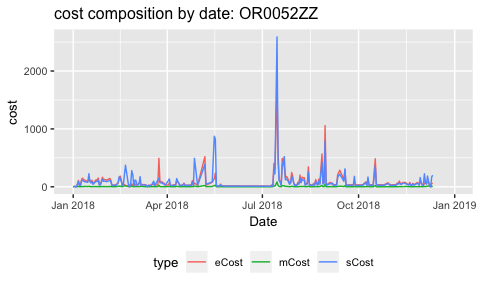 cost composition by date: OR0052ZZ
2000
1000
0
cost
Jan 2018 Apr 2018 Jul 2018 Oct 2018 Jan 2019
Date
type eCost mCost sCost